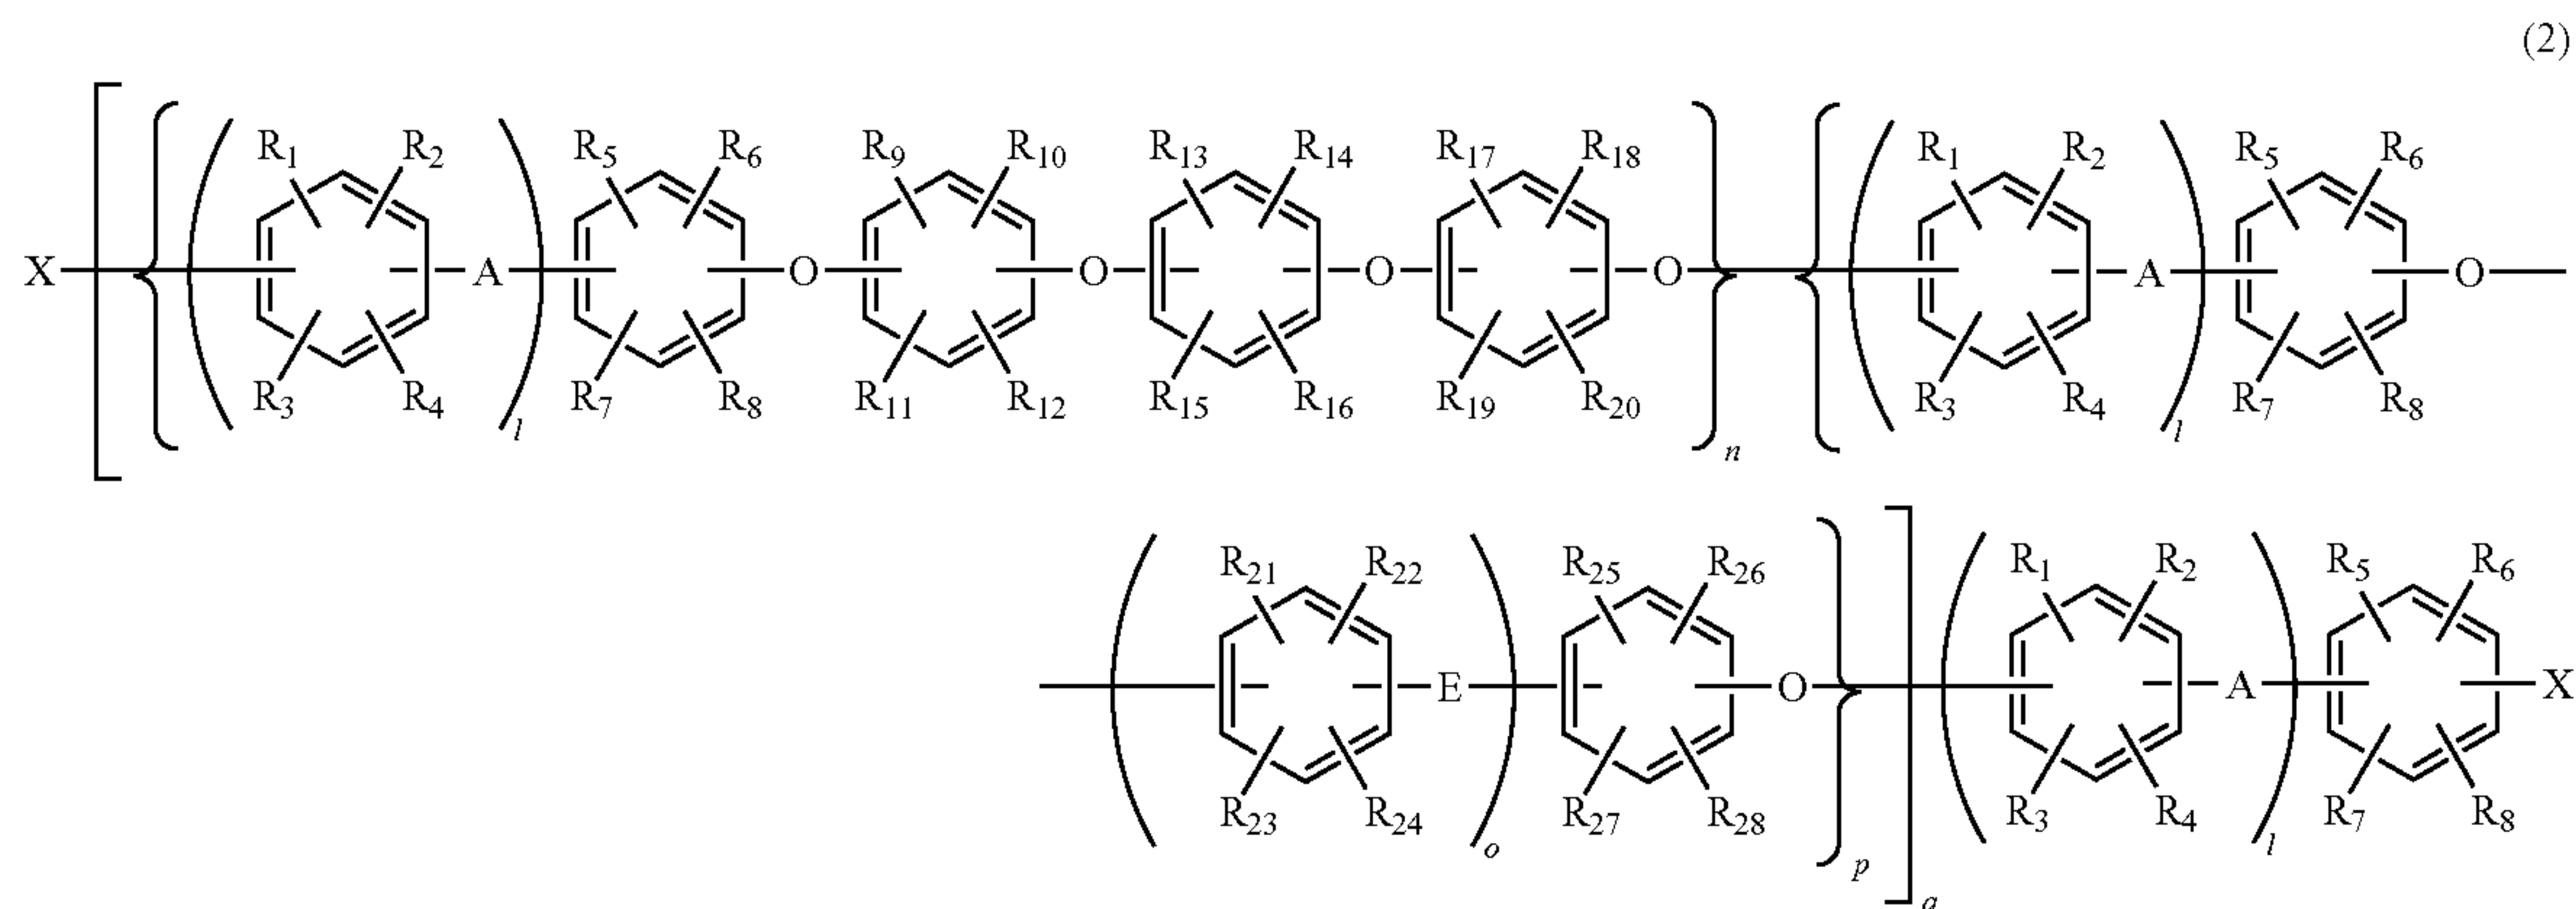 (2)
R1 R2 R5 R6 R9 R10 R13 R14 R17 R18 R1 R2 R5 R6
X A O O O O A O
R3 R4 l R7 R8 R11 R12 R15 R16 R19 R20 n R3 R4 l R7 R8
R21 R22 R25 R26 R1 R2 R5 R6
E O A X
R23 R24 o R27 R28 p q R3 R4 l R7 R8